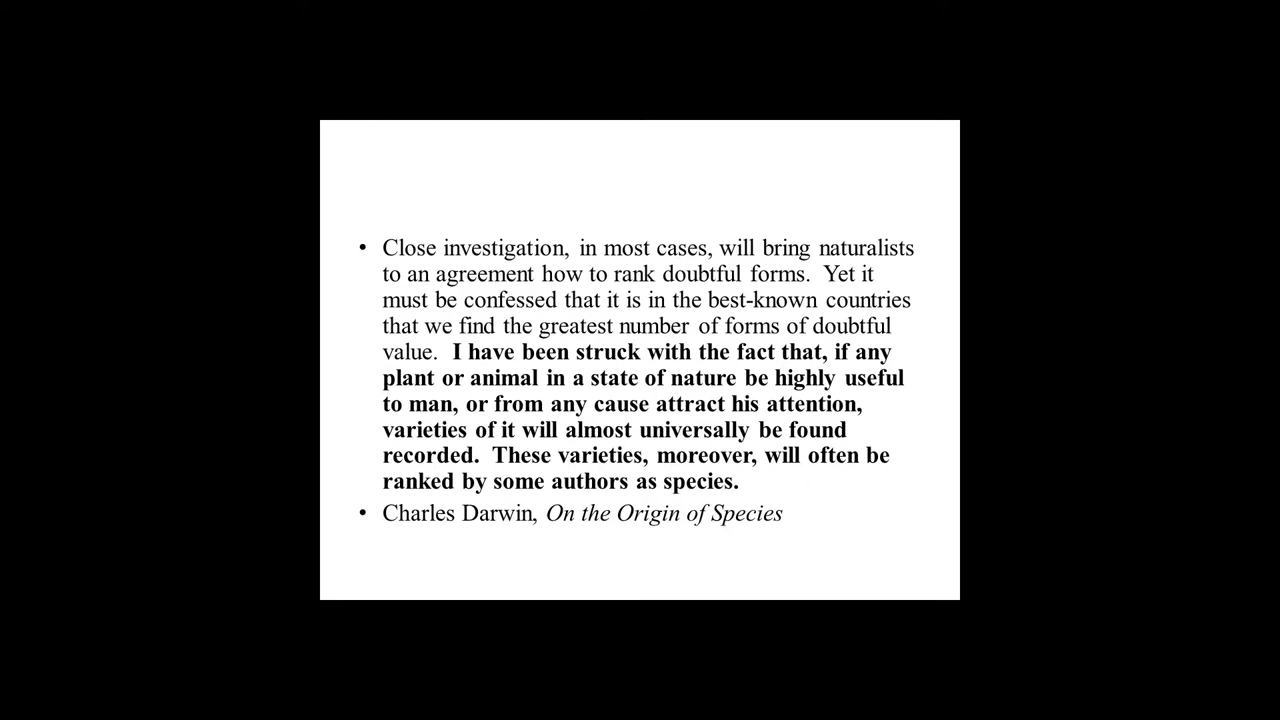 • Close investigation, in most cases, will bring naturalists
to an agreement how to rank doubtful forms.  Yet it
must be confessed that it is in the best-known countries
that we find the greatest number of forms of doubtful
value.  I have been struck with the fact that, if any
plant or animal in a state of nature be highly useful
to man, or from any cause attract his attention,
varieties of it will almost universally be found
recorded.  These varieties, moreover, will often be
ranked by some authors as species.
• Charles Darwin, On the Origin of Species